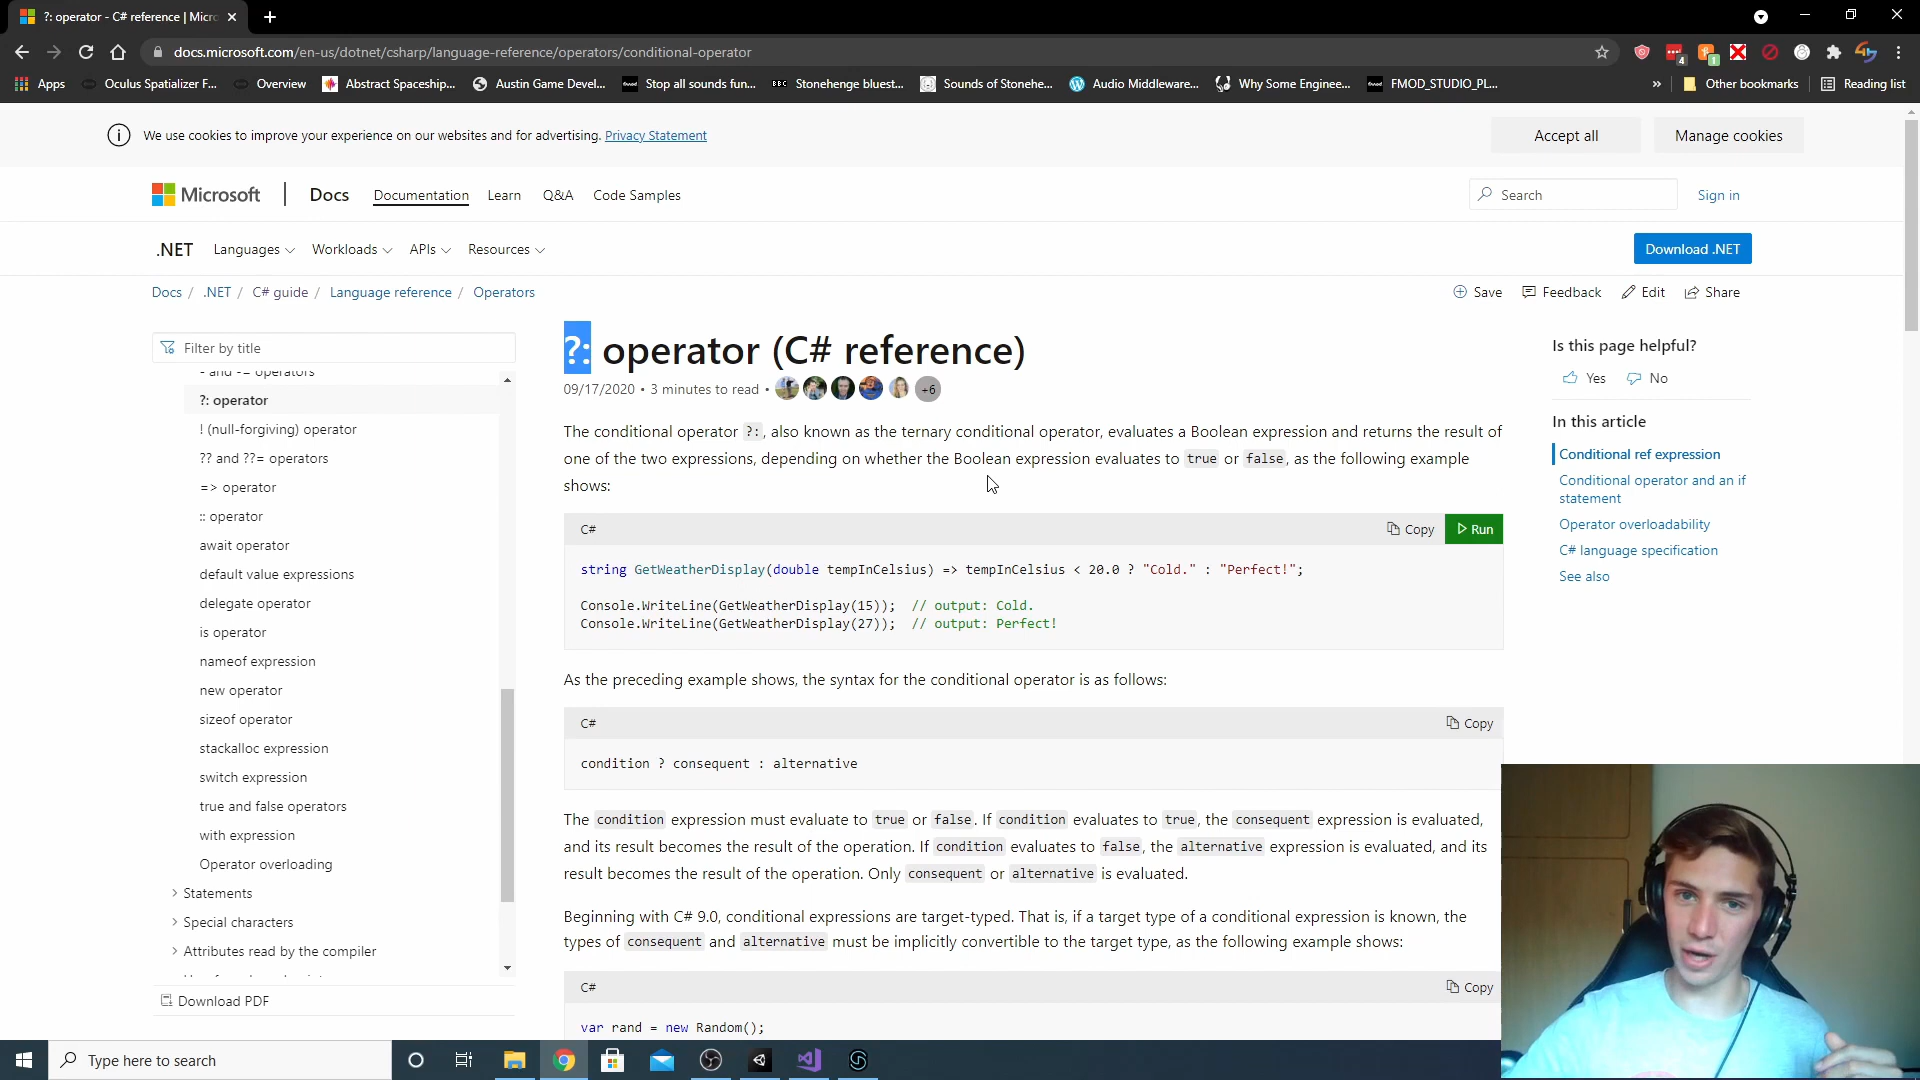 ?: operator - C# reference | Micro
docs.microsoft.com/en-us/dotnet/csharp/language-reference/operators/conditional-operator
4
1
Apps
Oculus Spatializer F...
Overview
Abstract Spaceship...
Austin Game Devel...
Stop all sounds fun...
BBC
Stonehenge bluest...
Sounds of Stonehe...
Audio Middleware...
Why Some Enginee...
FMOD_STUDIO_PL...
»
Other bookmarks
Reading list
We use cookies to improve your experience on our websites and for advertising. Privacy Statement
Accept all
Manage cookies
Microsoft
Docs
Documentation
Learn
Q&A
Code Samples
Search
Sign in
.NET
Languages
Workloads
APIs
Resources
Download .NET
Docs / .NET / C# guide / Language reference / Operators
Save
Feedback
Edit
Share
Filter by title
- and -= operators
?: operator
! (null-forgiving) operator
?? and ??= operators
=> operator
:: operator
await operator
default value expressions
delegate operator
is operator
nameof expression
new operator
sizeof operator
stackalloc expression
switch expression
true and false operators
with expression
Operator overloading
Statements
Special characters
Attributes read by the compiler
Download PDF
?: operator (C# reference)
09/17/2020 • 3 minutes to read •
+6
The conditional operator ?:, also known as the ternary conditional operator, evaluates a Boolean expression and returns the result of
one of the two expressions, depending on whether the Boolean expression evaluates to true or false, as the following example
shows:
C#
Copy
Run
string GetWeatherDisplay(double tempInCelsius) => tempInCelsius < 20.0 ? "Cold." : "Perfect!";
Console.WriteLine(GetWeatherDisplay(15)); // output: Cold.
Console.WriteLine(GetWeatherDisplay(27)); // output: Perfect!
As the preceding example shows, the syntax for the conditional operator is as follows:
C#
Copy
condition ? consequent : alternative
The condition expression must evaluate to true or false. If condition evaluates to true, the consequent expression is evaluated,
and its result becomes the result of the operation. If condition evaluates to false, the alternative expression is evaluated, and its
result becomes the result of the operation. Only consequent or alternative is evaluated.
Beginning with C# 9.0, conditional expressions are target-typed. That is, if a target type of a conditional expression is known, the
types of consequent and alternative must be implicitly convertible to the target type, as the following example shows:
C#
Copy
var rand = new Random();
Is this page helpful?
Yes
No
In this article
Conditional ref expression
Conditional operator and an if
statement
Operator overloadability
C# language specification
See also
Type here to search